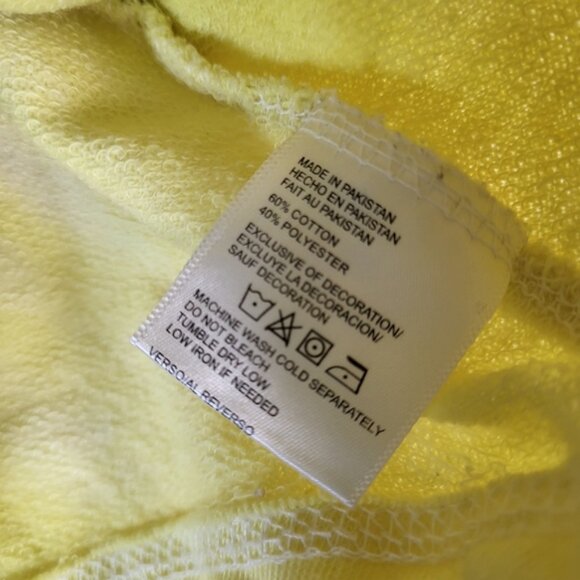 MADE IN PAKISTAN
HECHO EN PAKISTAN
FAIT AU PAKISTAN
60% COTTON
40% POLYESTER
EXCLUSIVE OF DECORATION/
EXCLUYE LA DECORACION/
SAUF DECORATION
MACHINE WASH COLD SEPARATELY
DO NOT BLEACH
TUMBLE DRY LOW
LOW IRON IF NEEDED
VERSO/AL REVERSO